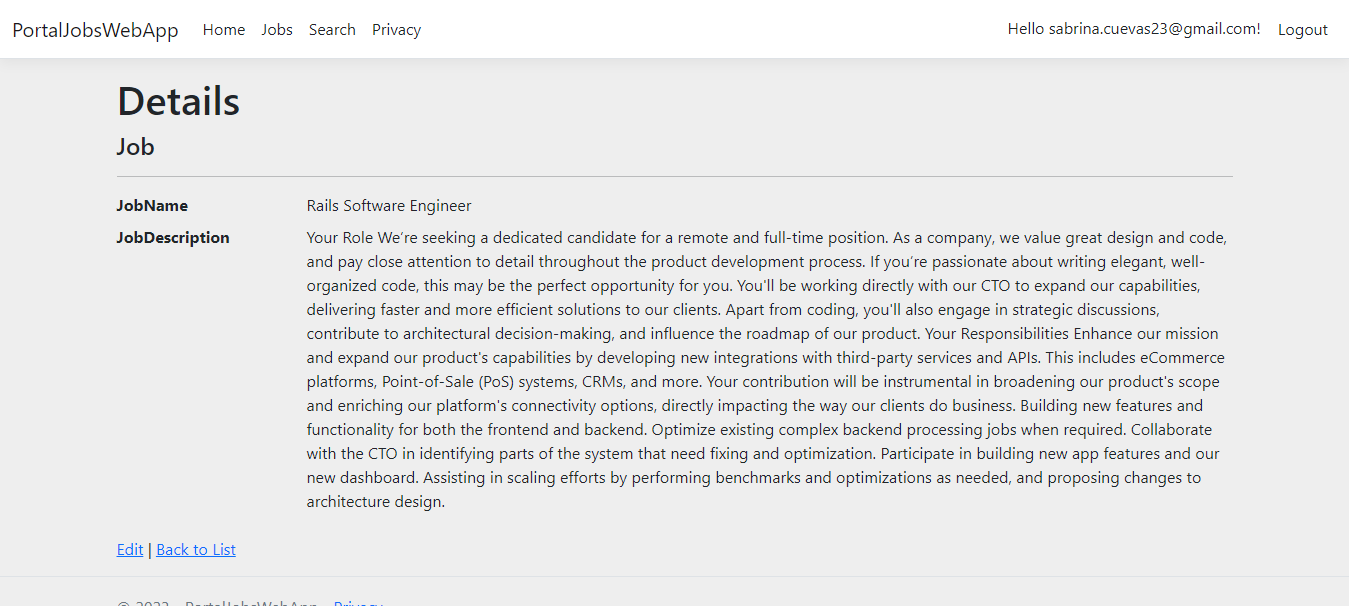 PortalJobsWebApp Home Jobs Search Privacy Hello sabrina.cuevas23@gmail.com! Logout
Details
Job
JobName Rails Software Engineer
JobDescription Your Role We're seeking a dedicated candidate for a remote and full-time position. As a company, we value great design and code,
and pay close attention to detail throughout the product development process. If you're passionate about writing elegant, well-
organized code, this may be the perfect opportunity for you. You'll be working directly with our CTO to expand our capabilities,
delivering faster and more efficient solutions to our clients. Apart from coding, you'll also engage in strategic discussions,
contribute to architectural decision-making, and influence the roadmap of our product. Your Responsibilities Enhance our mission
and expand our product's capabilities by developing new integrations with third-party services and APIs. This includes eCommerce
platforms, Point-of-Sale (PoS) systems, CRMs, and more. Your contribution will be instrumental in broadening our product's scope
and enriching our platform's connectivity options, directly impacting the way our clients do business. Building new features and
functionality for both the frontend and backend. Optimize existing complex backend processing jobs when required. Collaborate
with the CTO in identifying parts of the system that need fixing and optimization. Participate in building new app features and our
new dashboard. Assisting in scaling efforts by performing benchmarks and optimizations as needed, and proposing changes to
architecture design.
Edit | Back to List
PortalJobsWebApp Privacy